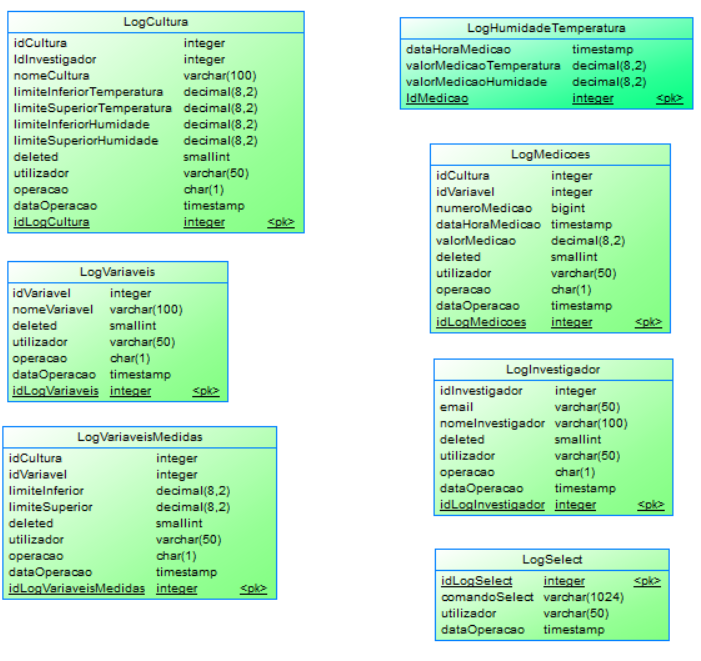 LogCultura
idCultura integer
IdInvestigador integer
nomeCultura varchar(100)
limiteInferiorTemperatura decimal(8,2)
limiteSuperiorTemperatura decimal(8,2)
limiteInferiorHumidade decimal(8,2)
limiteSuperiorHumidade decimal(8,2)
deleted smallint
utilizador varchar(50)
operacao char(1)
dataOperacao timestamp
idLogCultura integer <pk>
LogVariaveis
idVariavel integer
nomeVariavel varchar(100)
deleted smallint
utilizador varchar(50)
operacao char(1)
dataOperacao timestamp
idLogVariaveis integer <pk>
LogVariaveisMedidas
idCultura integer
idVariavel integer
limiteInferior decimal(8,2)
limiteSuperior decimal(8,2)
deleted smallint
utilizador varchar(50)
operacao char(1)
dataOperacao timestamp
idLogVariaveisMedidas integer <pk>
LogHumidadeTemperatura
dataHoraMedicao timestamp
valorMedicaoTemperatura decimal(8,2)
valorMedicaoHumidade decimal(8,2)
IdMedicao integer <pk>
LogMedicoes
idCultura integer
idVariavel integer
numeroMedicao bigint
dataHoraMedicao timestamp
valorMedicao decimal(8,2)
deleted smallint
utilizador varchar(50)
operacao char(1)
dataOperacao timestamp
idLogMedicoes integer <pk>
LogInvestigador
idInvestigador integer
email varchar(50)
nomeInvestigador varchar(100)
deleted smallint
utilizador varchar(50)
operacao char(1)
dataOperacao timestamp
idLogInvestigador integer <pk>
LogSelect
idLogSelect integer <pk>
comandoSelect varchar(1024)
utilizador varchar(50)
dataOperacao timestamp